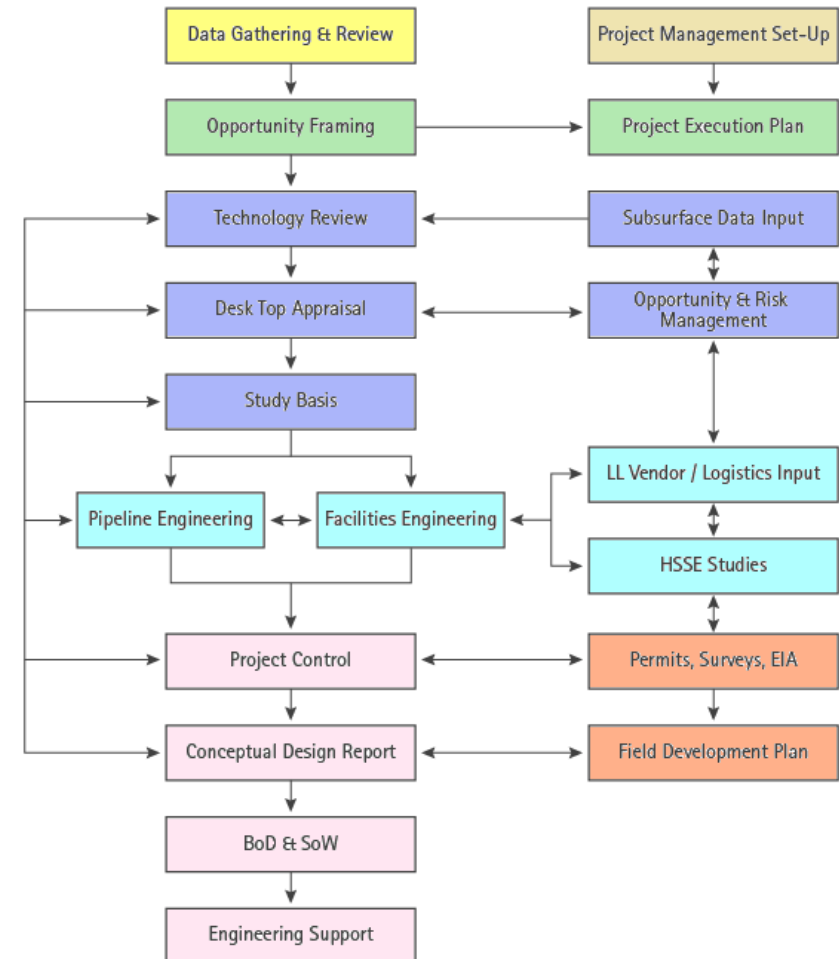 Data Gathering & Review
Project Management Set-Up
Opportunity Framing
Project Execution Plan
Technology Review
Subsurface Data Input
Desk Top Appraisal
Opportunity & Risk
Management
Study Basis
LL Vendor / Logistics Input
Pipeline Engineering
Facilities Engineering
HSSE Studies
Project Control
Permits, Surveys, EIA
Conceptual Design Report
Field Development Plan
BoD & SoW
Engineering Support